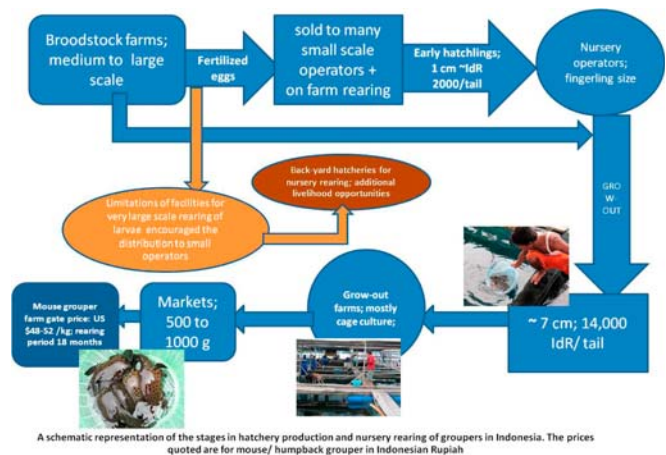 Broodstock farms;
medium to large
scale
Fertilized
eggs
sold to many
small scale
operators +
on farm rearing
Early hatchlings;
1 cm ~IdR
2000/tail
Nursery
operators;
fingerling size
GRO
W-
OUT
Back-yard hatcheries for
nursery rearing; additional
livelihood opportunities
Limitations of facilities for
very large scale rearing of
larvae encouraged the
distribution to small
operators
Mouse grouper
farm gate price: US
$48-52 /kg; rearing
period 18 months
Markets;
500 to
1000 g
Grow-out
farms; mostly
cage culture;
~ 7 cm; 14,000
IdR/ tail
A schematic representation of the stages in hatchery production and nursery rearing of groupers in Indonesia. The prices
quoted are for mouse/ humpback grouper in Indonesian Rupiah